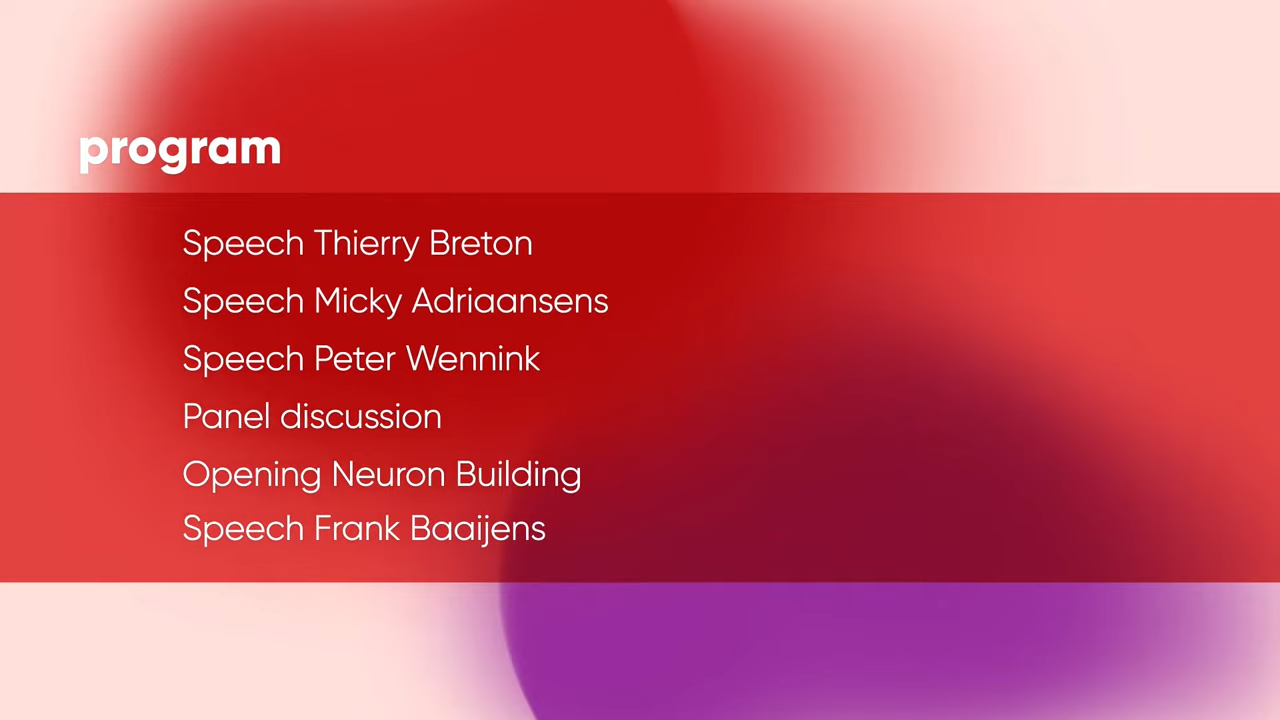 program
Speech Thierry Breton
Speech Micky Adriaansens
Speech Peter Wennink
Panel discussion
Opening Neuron Building
Speech Frank Baaijens